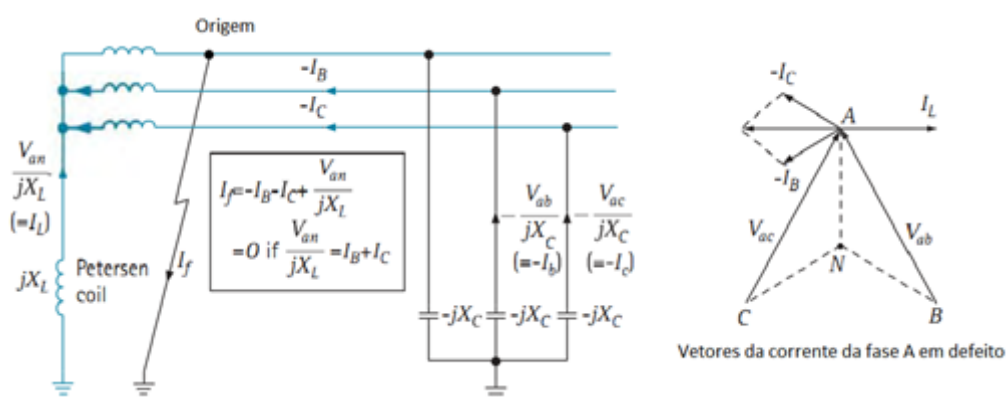 Origem
-I_B
-I_C
V_an
jX_L
(=I_L)
jX_L
Petersen
coil
I_f
I_f=-I_B-I_C+ V_an
jX_L
=0 if V_an =I_B+I_C
jX_L
- V_ab
jX_C
(=-I_b)
- V_ac
jX_C
(=-I_c)
-jX_C
-jX_C
-jX_C
-I_C
A
I_L
-I_B
V_ac
V_ab
N
C
B
Vetores da corrente da fase A em defeito